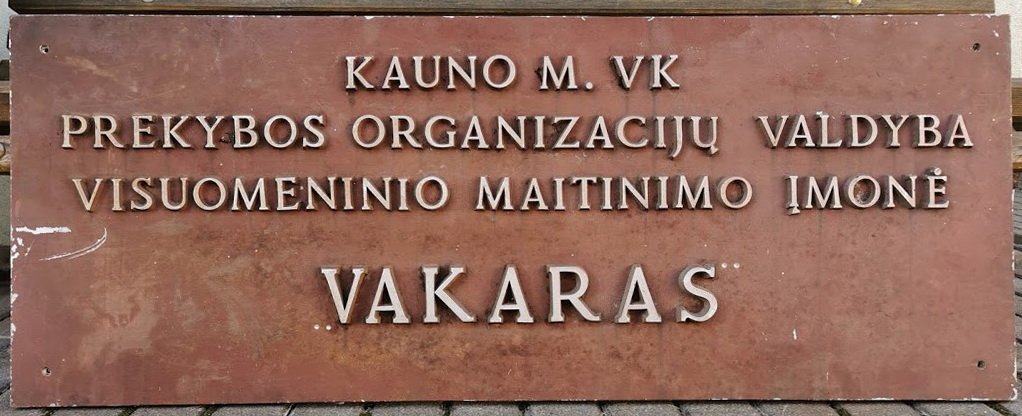 KAUNO M. VK
PREKYBOS ORGANIZACIJŲ VALDYBA
VISUOMENINIO MAITINIMO ĮMONĖ
„VAKARAS“